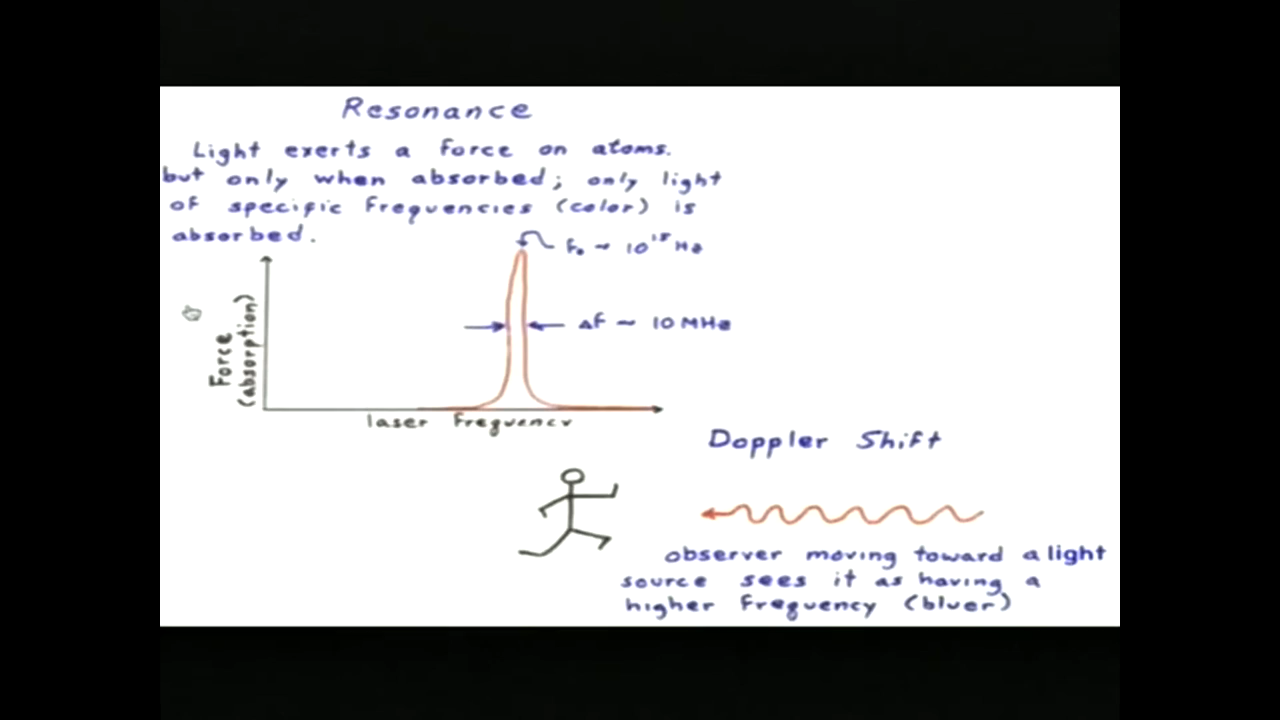 Resonance
Light exerts a force on atoms.
but only when absorbed; only light
of specific frequencies (color) is
absorbed.
F₀ ~ 10¹⁵ Hz
ΔF ~ 10 MHz
Force
(absorption)
laser frequency
Doppler Shift
observer moving toward a light
source sees it as having a
higher frequency (bluer)